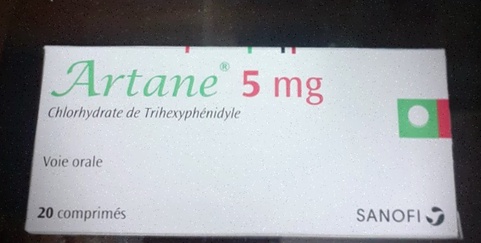 Artane® 5 mg
Chlorhydrate de Trihexyphénidyle
Voie orale
20 comprimés
SANOFI